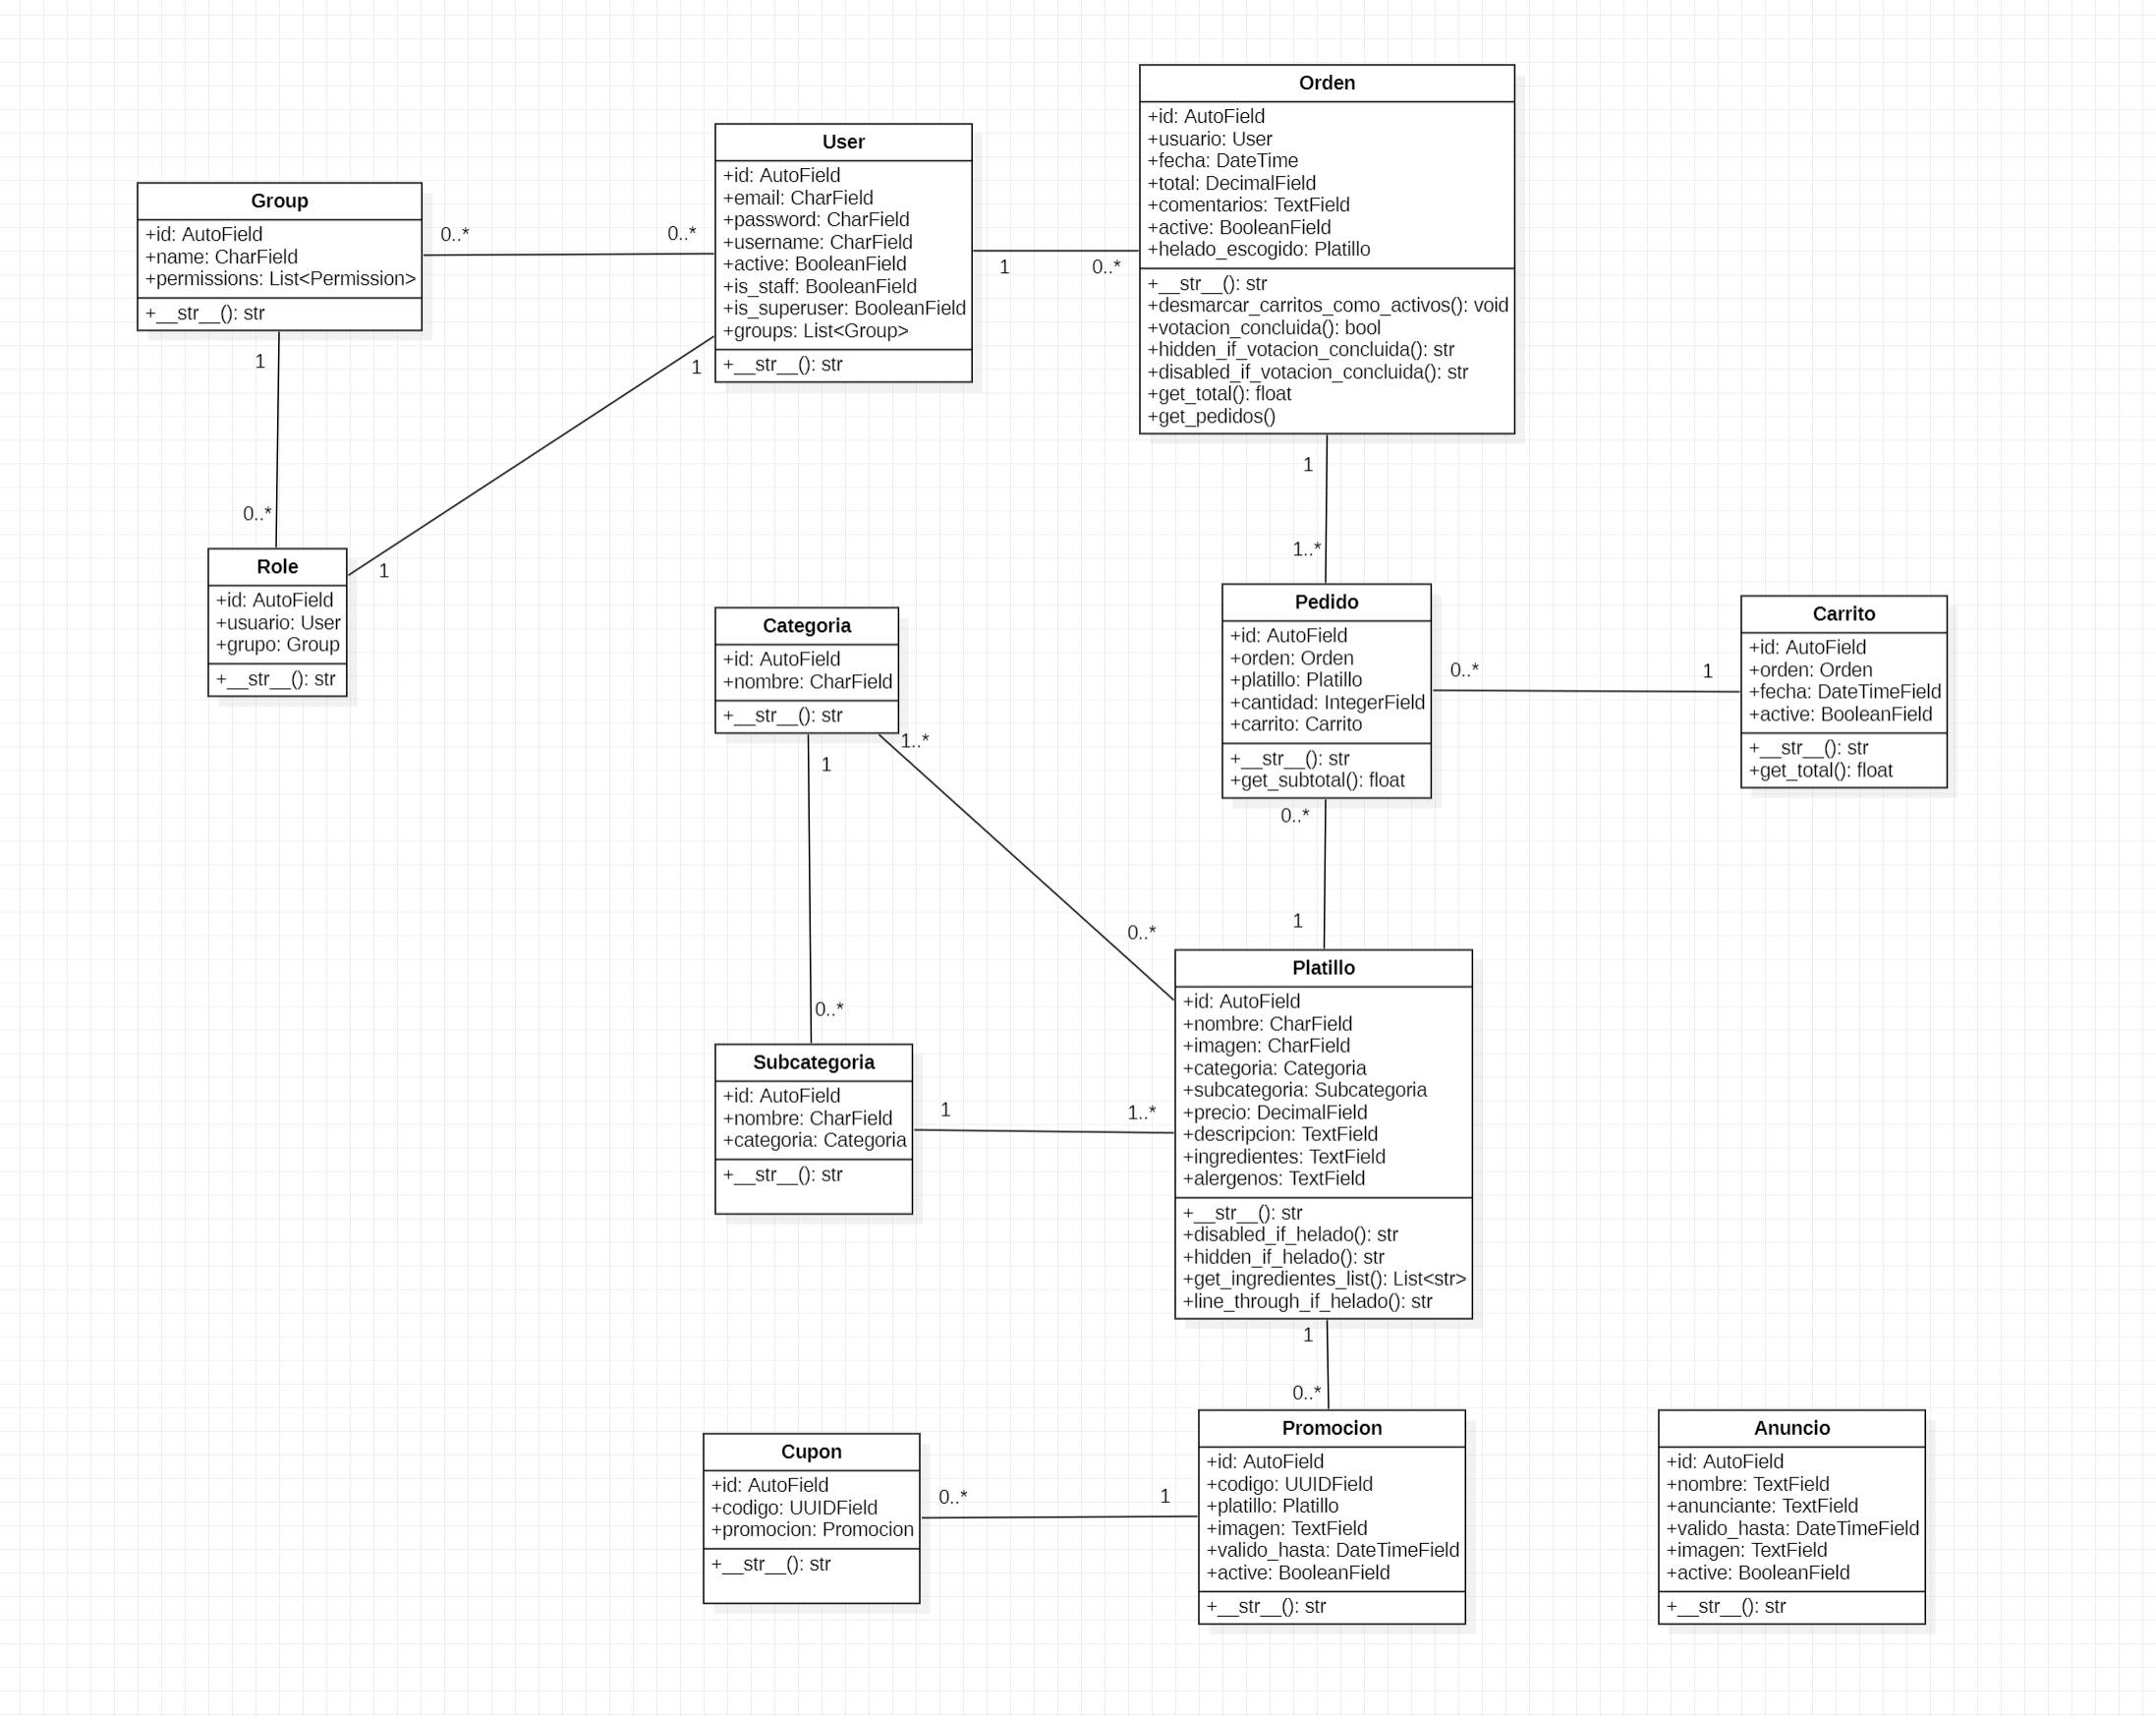 Orden
+id: AutoField
+usuario: User
+fecha: DateTime
+total: DecimalField
+comentarios: TextField
+active: BooleanField
+helado_escogido: Platillo
+__str__(): str
+desmarcar_carritos_como_activos(): void
+votacion_concluida(): bool
+hidden_if_votacion_concluida(): str
+disabled_if_votacion_concluida(): str
+get_total(): float
+get_pedidos()
User
+id: AutoField
+email: CharField
+password: CharField
+username: CharField
+active: BooleanField
+is_staff: BooleanField
+is_superuser: BooleanField
+groups: List<Group>
+__str__(): str
Group
+id: AutoField
+name: CharField
+permissions: List<Permission>
+__str__(): str
0..*
0..*
1
0..*
1
1
1
0..*
1
1..*
Role
+id: AutoField
+usuario: User
+grupo: Group
+__str__(): str
1
Categoria
+id: AutoField
+nombre: CharField
+__str__(): str
Pedido
+id: AutoField
+orden: Orden
+platillo: Platillo
+cantidad: IntegerField
+carrito: Carrito
+__str__(): str
+get_subtotal(): float
0..*
1
Carrito
+id: AutoField
+orden: Orden
+fecha: DateTimeField
+active: BooleanField
+__str__(): str
+get_total(): float
1..*
1
0..*
1
0..*
0..*
Platillo
+id: AutoField
+nombre: CharField
+imagen: CharField
+categoria: Categoria
+subcategoria: Subcategoria
+precio: DecimalField
+descripcion: TextField
+ingredientes: TextField
+alergenos: TextField
+__str__(): str
+disabled_if_helado(): str
+hidden_if_helado(): str
+get_ingredientes_list(): List<str>
+line_through_if_helado(): str
Subcategoria
+id: AutoField
+nombre: CharField
+categoria: Categoria
+__str__(): str
1
1..*
1
0..*
Cupon
+id: AutoField
+codigo: UUIDField
+promocion: Promocion
+__str__(): str
0..*
1
Promocion
+id: AutoField
+codigo: UUIDField
+platillo: Platillo
+imagen: TextField
+valido_hasta: DateTimeField
+active: BooleanField
+__str__(): str
Anuncio
+id: AutoField
+nombre: TextField
+anunciante: TextField
+valido_hasta: DateTimeField
+imagen: TextField
+active: BooleanField
+__str__(): str